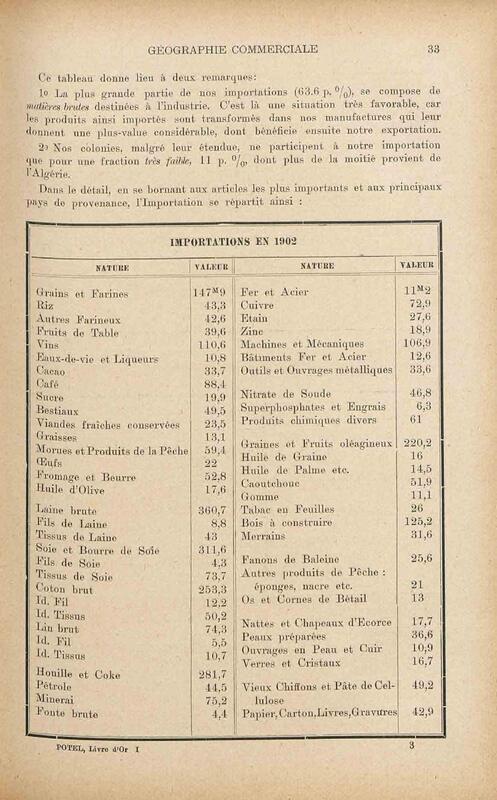 GÉOGRAPHIE COMMERCIALE 33
Ce tableau donne lieu à deux remarques:
1o La plus grande partie de nos importations (63.6 p. %), se compose de
matières brutes destinées à l'industrie. C'est là une situation très favorable, car
les produits ainsi importés sont transformés dans nos manufactures qui leur
donnent une plus-value considérable, dont bénéficie ensuite notre exportation.
2o Nos colonies, malgré leur étendue, ne participent à notre importation
que pour une fraction très faible, 11 p. %, dont plus de la moitié provient de
l'Algérie.
Dans le détail, en se bornant aux articles les plus importants et aux principaux
pays de provenance, l'Importation se répartit ainsi :
IMPORTATIONS EN 1902
NATURE VALEUR
Grains et Farines 147M9
Riz 43,3
Autres Farineux 42,6
Fruits de Table 39,6
Vins 110,6
Eaux-de-vie et Liqueurs 10,8
Cacao 33,7
Café 88,4
Sucre 19,9
Bestiaux 49,5
Viandes fraîches conservées 23,5
Graisses 13,1
Morues et Produits de la Pêche 59,4
Œufs 22
Fromage et Beurre 52,8
Huile d'Olive 17,6
Laine brute 360,7
Fils de Laine 8,8
Tissus de Laine 43
Soie et Bourre de Soie 311,6
Fils de Soie 4,3
Tissus de Soie 73,7
Coton brut 253,3
Id. Fil 12,2
Id. Tissus 50,2
Lin brut 74,3
Id. Fil 5,5
Id. Tissus 10,7
Houille et Coke 281,7
Pétrole 44,5
Minerai 75,2
Fonte brute 4,4
NATURE VALEUR
Fer et Acier 11M2
Cuivre 72,9
Etain 27,6
Zinc 18,9
Machines et Mécaniques 106,9
Bâtiments Fer et Acier 12,6
Outils et Ouvrages métalliques 33,6
Nitrate de Soude 46,8
Superphosphates et Engrais 6,3
Produits chimiques divers 61
Graines et Fruits oléagineux 220,2
Huile de Graine 16
Huile de Palme etc. 14,5
Caoutchouc 51,9
Gomme 11,1
Tabac en Feuilles 26
Bois à construire 125,2
Merrains 31,6
Fanons de Baleine 25,6
Autres produits de Pêche :
éponges, nacre etc. 21
Os et Cornes de Bétail 13
Nattes et Chapeaux d'Ecorce 17,7
Peaux préparées 36,6
Ouvrages en Peau et Cuir 10,9
Verres et Cristaux 16,7
Vieux Chiffons et Pâte de Cel- 49,2
lulose
Papier,Carton,Livres,Gravures 42,9
POTEL, Livre d'Or I 3